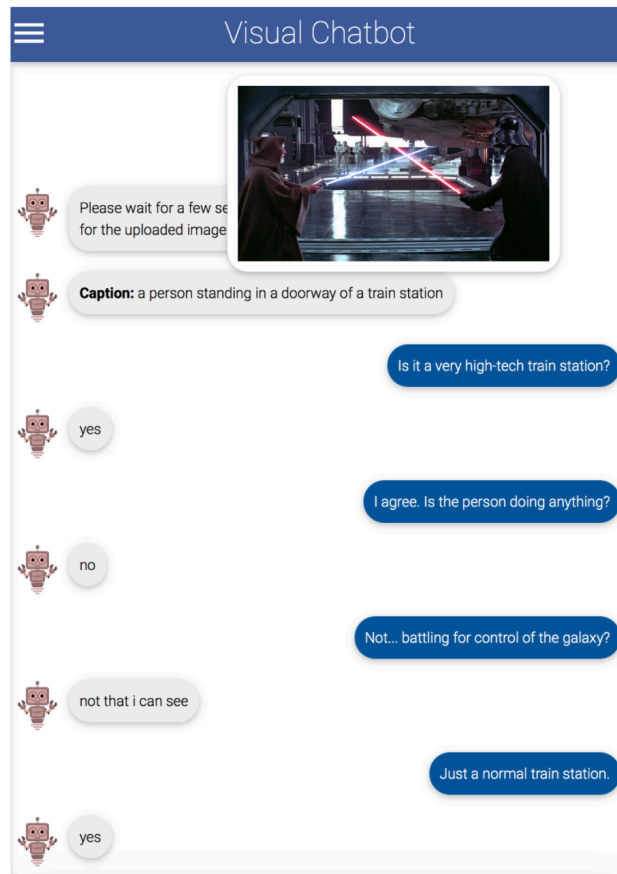 Visual Chatbot
Please wait for a few se
for the uploaded image
Caption: a person standing in a doorway of a train station
Is it a very high-tech train station?
yes
I agree. Is the person doing anything?
no
Not... battling for control of the galaxy?
not that i can see
Just a normal train station.
yes